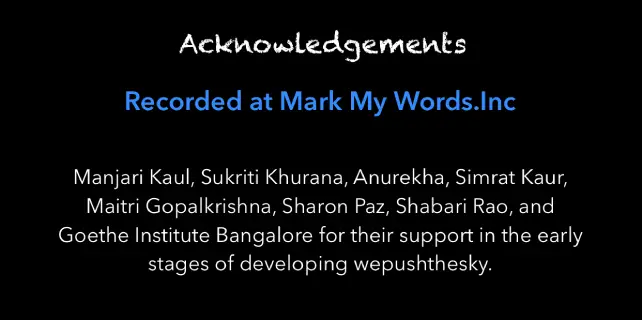 Acknowledgements
Recorded at Mark My Words.Inc
Manjari Kaul, Sukriti Khurana, Anurekha, Simrat Kaur,
Maitri Gopalkrishna, Sharon Paz, Shabari Rao, and
Goethe Institute Bangalore for their support in the early
stages of developing wepushthesky.